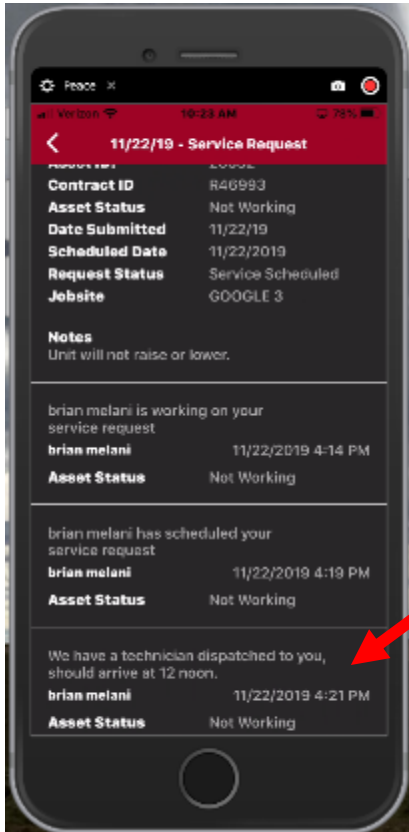 Peace ×
Verizon 10:23 AM 78%
11/22/19 - Service Request
Contract ID R46993
Asset Status Not Working
Date Submitted 11/22/19
Scheduled Date 11/22/2019
Request Status Service Scheduled
Jobsite GOOGLE 3
Notes
Unit will not raise or lower.
brian melani is working on your
service request
brian melani 11/22/2019 4:14 PM
Asset Status Not Working
brian melani has scheduled your
service request
brian melani 11/22/2019 4:19 PM
Asset Status Not Working
We have a technician dispatched to you,
should arrive at 12 noon.
brian melani 11/22/2019 4:21 PM
Asset Status Not Working